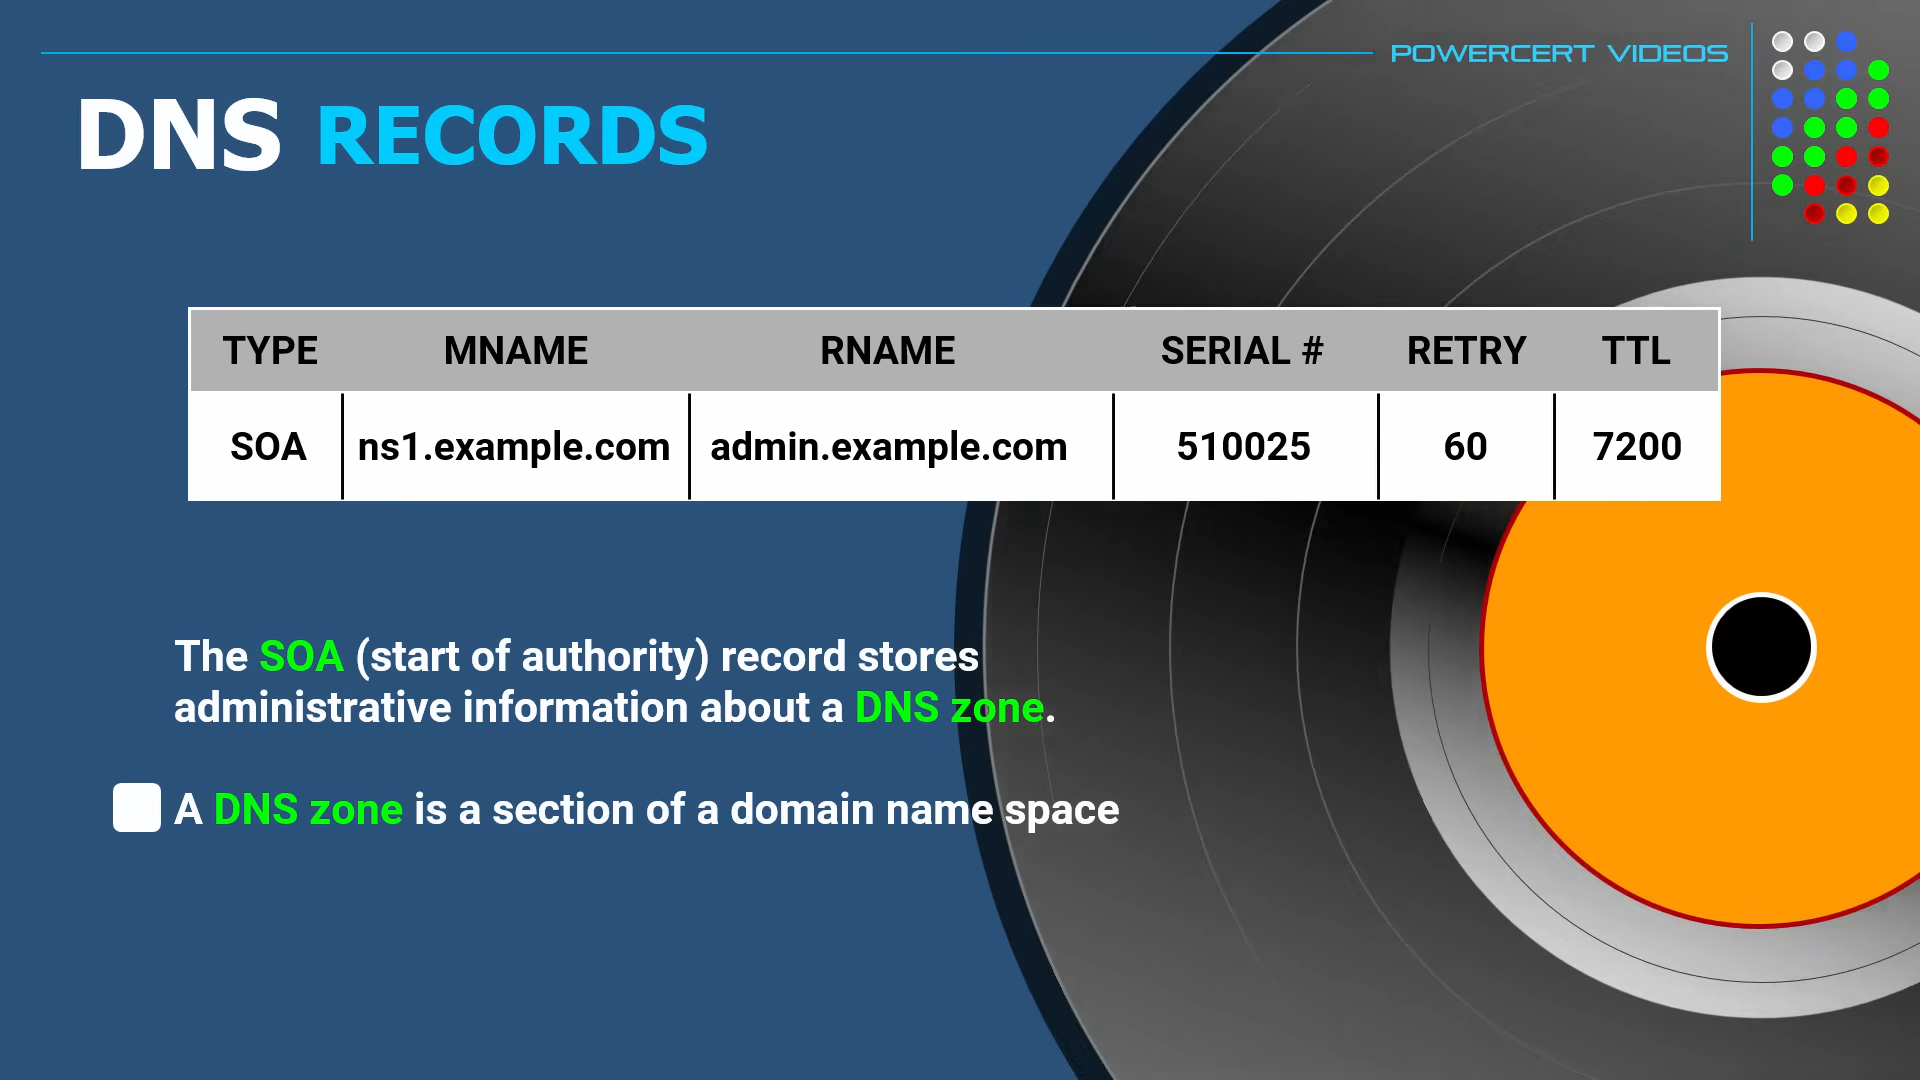 POWERCERT VIDEOS
DNS RECORDS
TYPE MNAME RNAME SERIAL # RETRY TTL
SOA ns1.example.com admin.example.com 510025 60 7200
The SOA (start of authority) record stores
administrative information about a DNS zone.
A DNS zone is a section of a domain name space